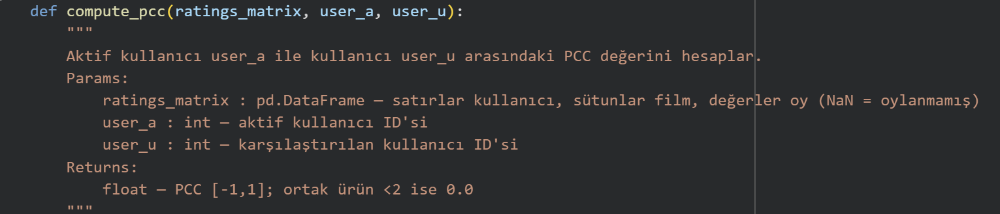 def compute_pcc(ratings_matrix, user_a, user_u):
"""
Aktif kullanıcı user_a ile kullanıcı user_u arasındaki PCC değerini hesaplar.
Params:
ratings_matrix : pd.DataFrame — satırlar kullanıcı, sütunlar film, değerler oy (NaN = oylanmamış)
user_a : int — aktif kullanıcı ID'si
user_u : int — karşılaştırılan kullanıcı ID'si
Returns:
float — PCC [-1,1]; ortak ürün <2 ise 0.0
"""